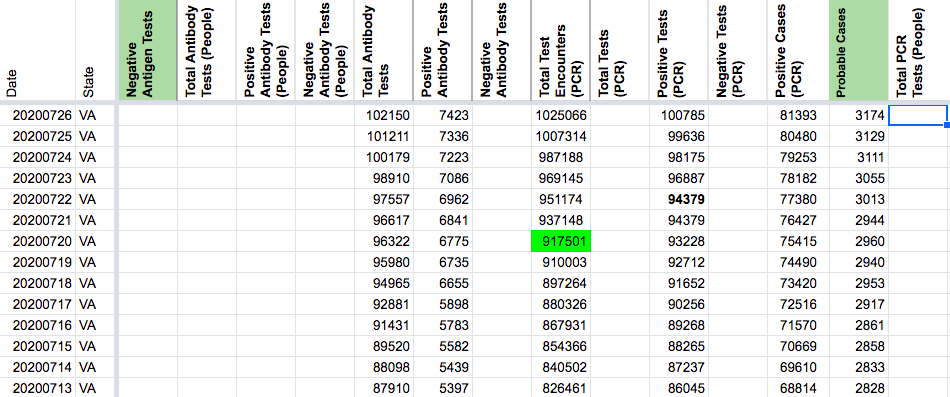 Date State Negative Antigen Tests Total Antibody Tests (People) Positive Antibody Tests (People) Negative Antibody Tests (People) Total Antibody Tests Positive Antibody Tests Negative Antibody Tests Total Test Encounters (PCR) Total Tests (PCR) Positive Tests (PCR) Negative Tests (PCR) Positive Cases (PCR) Probable Cases Total PCR Tests (People)
20200726 VA 102150 7423 1025066 100785 81393 3174
20200725 VA 101211 7336 1007314 99636 80480 3129
20200724 VA 100179 7223 987188 98175 79253 3111
20200723 VA 98910 7086 969145 96887 78182 3055
20200722 VA 97557 6962 951174 94379 77380 3013
20200721 VA 96617 6841 937148 94379 76427 2944
20200720 VA 96322 6775 917501 93228 75415 2960
20200719 VA 95980 6735 910003 92712 74490 2940
20200718 VA 94965 6655 897264 91652 73420 2953
20200717 VA 92881 5898 880326 90256 72516 2917
20200716 VA 91431 5783 867931 89268 71570 2861
20200715 VA 89520 5582 854366 88265 70669 2858
20200714 VA 88098 5439 840502 87237 69610 2833
20200713 VA 87910 5397 826461 86045 68814 2828